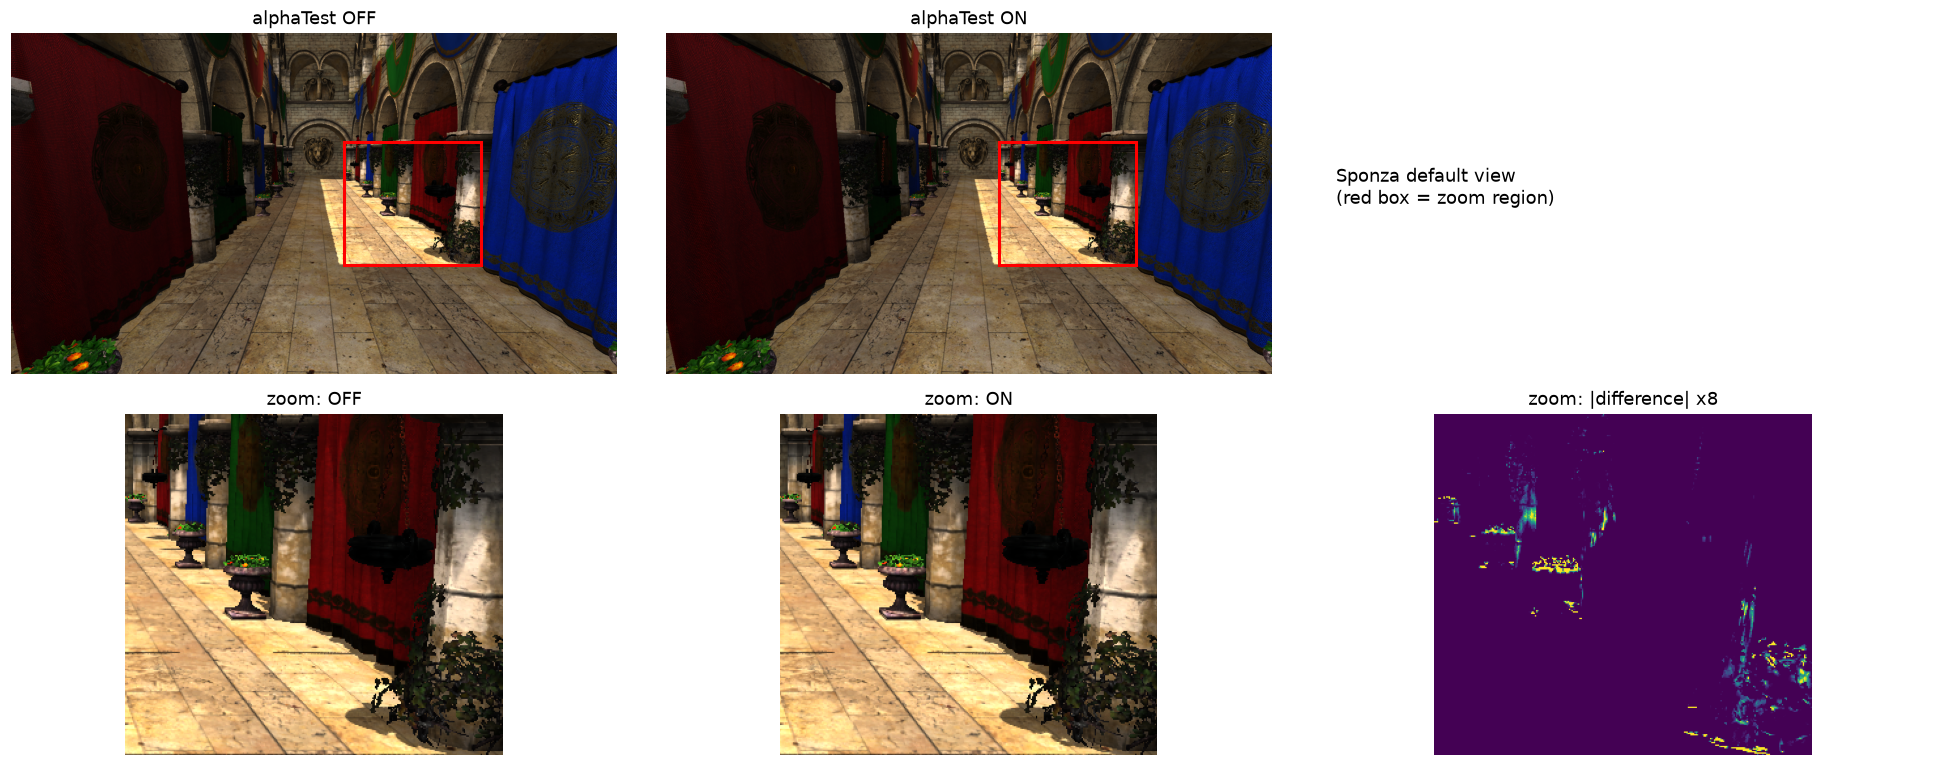 alphaTest OFF
alphaTest ON
Sponza default view
(red box = zoom region)
zoom: OFF
zoom: ON
zoom: |difference| x8